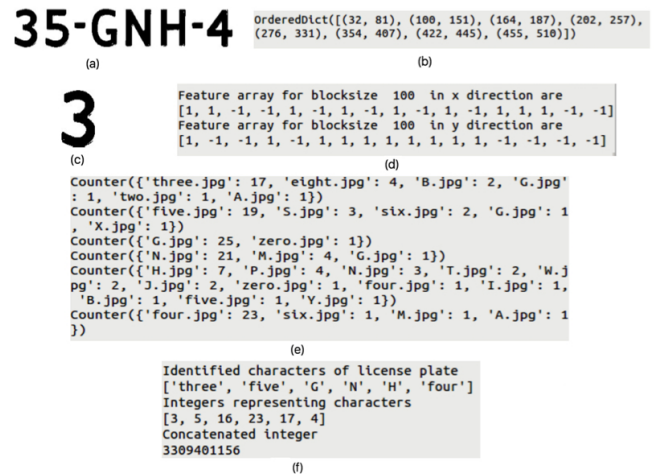 35-GNH-4
(a)
OrderedDict([(32, 81), (100, 151), (164, 187), (202, 257),
(276, 331), (354, 407), (422, 445), (455, 510)])
(b)
3
(c)
Feature array for blocksize  100  in x direction are
[1, 1, -1, -1, 1, -1, 1, -1, 1, -1, 1, -1, 1, 1, 1, -1, -1]
Feature array for blocksize  100  in y direction are
[1, -1, -1, 1, -1, 1, 1, 1, 1, 1, 1, 1, 1, -1, -1, -1, -1]
(d)
Counter({'three.jpg': 17, 'eight.jpg': 4, 'B.jpg': 2, 'G.jpg'
: 1, 'two.jpg': 1, 'A.jpg': 1})
Counter({'five.jpg': 19, 'S.jpg': 3, 'six.jpg': 2, 'G.jpg': 1
, 'X.jpg': 1})
Counter({'G.jpg': 25, 'zero.jpg': 1})
Counter({'N.jpg': 21, 'M.jpg': 4, 'G.jpg': 1})
Counter({'H.jpg': 7, 'P.jpg': 4, 'N.jpg': 3, 'T.jpg': 2, 'W.j
pg': 2, 'J.jpg': 2, 'zero.jpg': 1, 'four.jpg': 1, 'I.jpg': 1,
'B.jpg': 1, 'five.jpg': 1, 'Y.jpg': 1})
Counter({'four.jpg': 23, 'six.jpg': 1, 'M.jpg': 1, 'A.jpg': 1
})
(e)
Identified characters of license plate
['three', 'five', 'G', 'N', 'H', 'four']
Integers representing characters
[3, 5, 16, 23, 17, 4]
Concatenated integer
3309401156
(f)